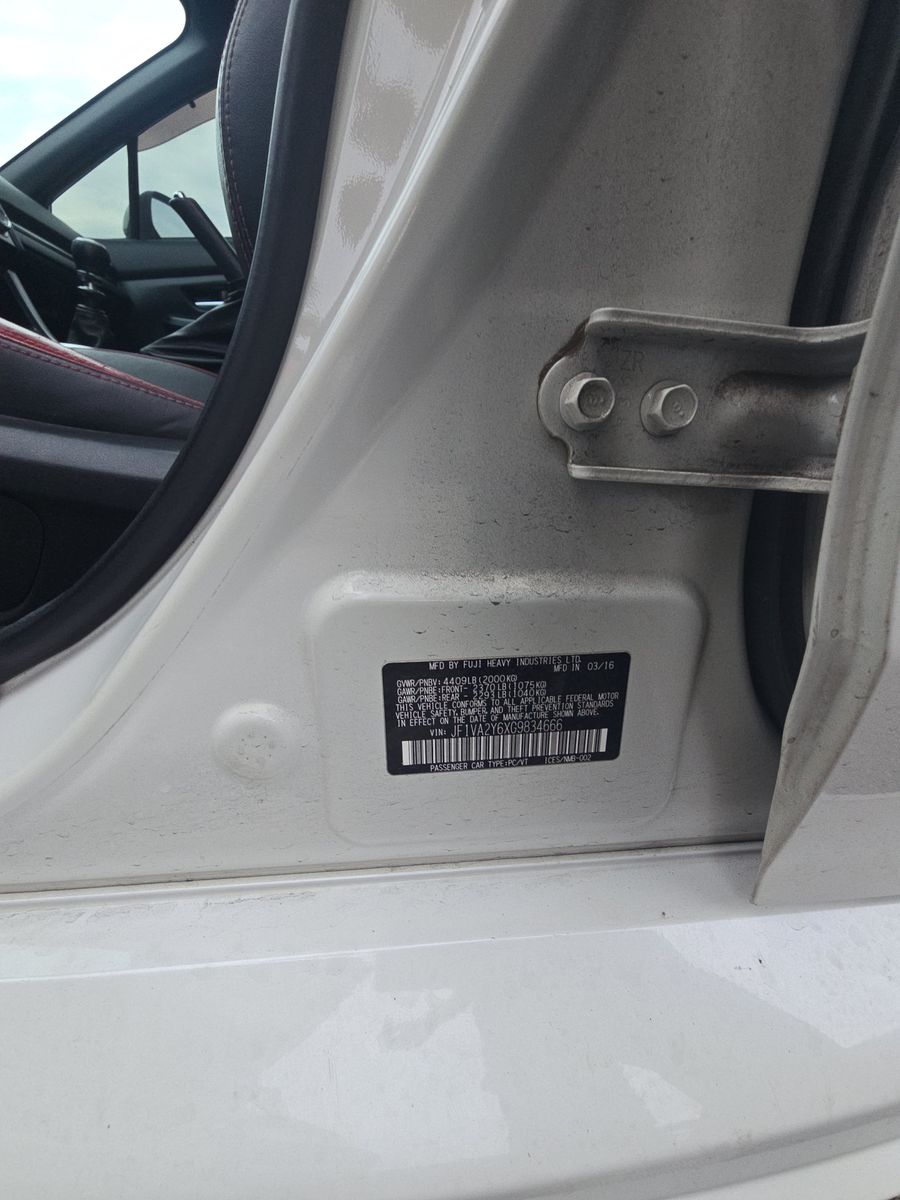 ZR
MFD BY FUJI HEAVY INDUSTRIES LTD.
MFD IN 03/16
GVWR/PNBV: 4409LB(2000KG)
GAWR/PNBE:FRONT- 2370LB(1075KG)
GAWR/PNBE:REAR - 2293LB(1040KG)
THIS VEHICLE CONFORMS TO ALL APPLICABLE FEDERAL MOTOR
VEHICLE SAFETY, BUMPER, AND THEFT PREVENTION STANDARDS
IN EFFECT ON THE DATE OF MANUFACTURE SHOWN ABOVE.
VIN: JF1VA2Y6XG9834666
PASSENGER CAR TYPE:PC/VT ICES/NMB-002